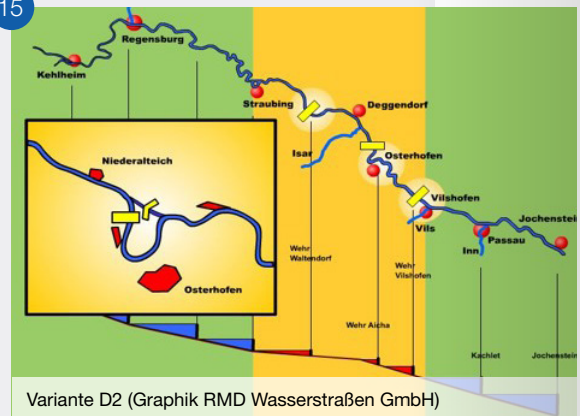 15
Regensburg
Kehlheim
Straubing
Deggendorf
Isar
Osterhofen
Niederalteich
Vilshofen
Vils
Jochenstein
Passau
Inn
Osterhofen
Wehr
Waltendorf
Wehr
Vilshofen
Wehr Aicha
Kachlet
Jochenstein
Variante D2 (Graphik RMD Wasserstraßen GmbH)